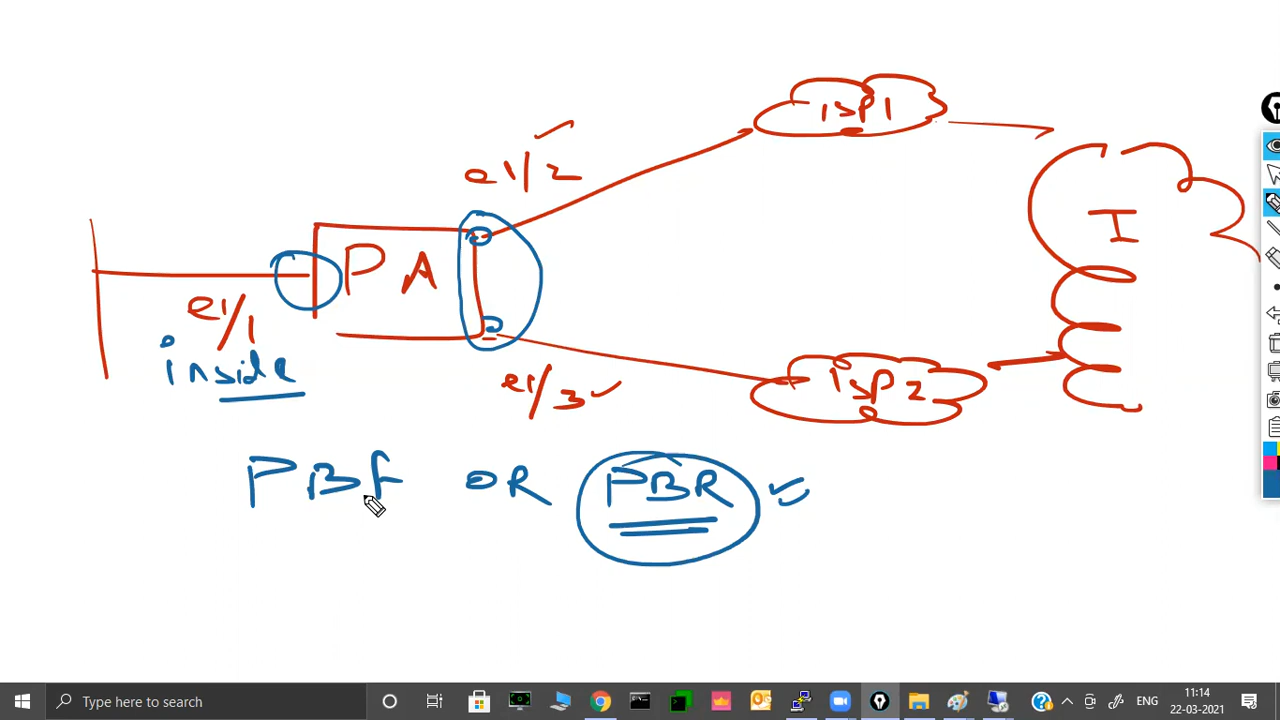 ISP1
e1/2
I
PA
e1/1
inside
e1/3
ISP2
PBF OR PBR
Type here to search
ENG
11:14
22-03-2021